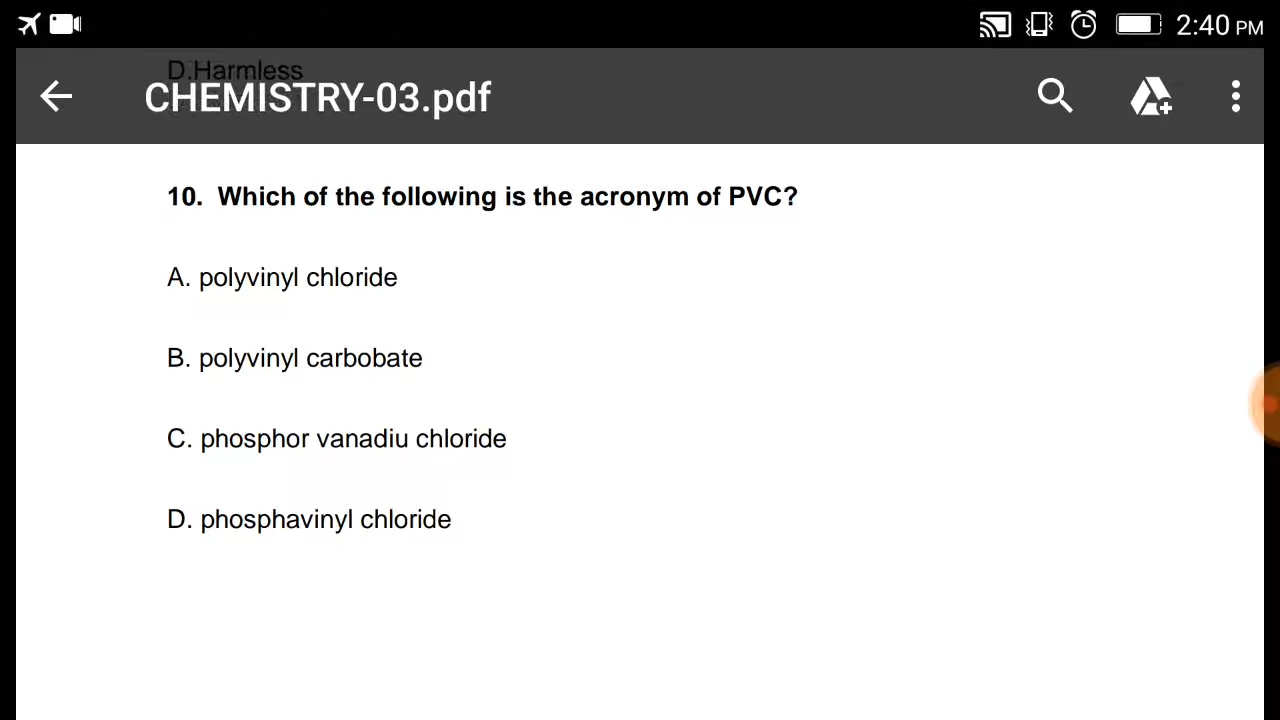 2:40 PM
D.Harmless
CHEMISTRY-03.pdf
10. Which of the following is the acronym of PVC?
A. polyvinyl chloride
B. polyvinyl carbobate
C. phosphor vanadiu chloride
D. phosphavinyl chloride